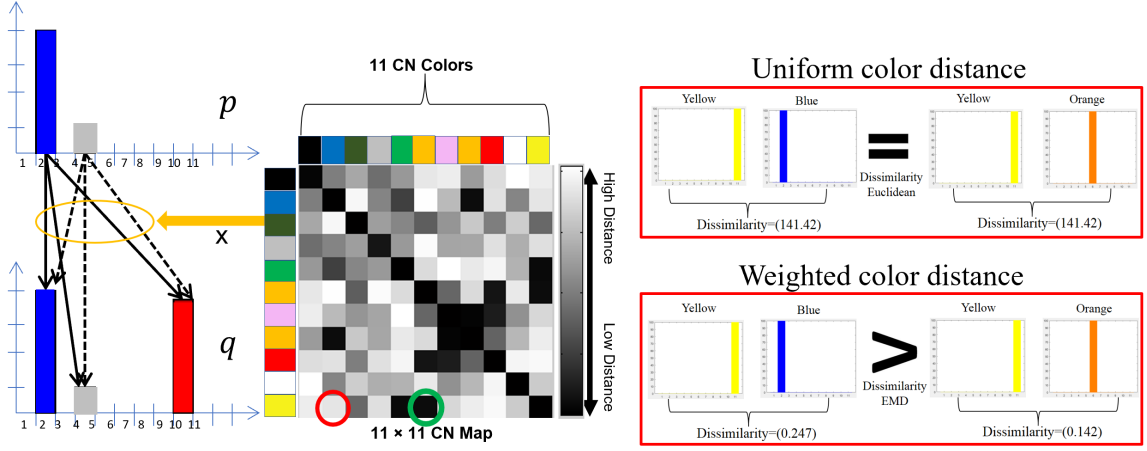 p
1 2 3 4 5 6 7 8 9 10 11
x
q
1 2 3 4 5 6 7 8 9 10 11
11 CN Colors
High Distance
Low Distance
11 × 11 CN Map
Uniform color distance
Yellow
Blue
Yellow
Orange
=
Dissimilarity
Euclidean
Dissimilarity=(141.42)
Dissimilarity=(141.42)
Weighted color distance
Yellow
Blue
Yellow
Orange
>
Dissimilarity
EMD
Dissimilarity=(0.247)
Dissimilarity=(0.142)